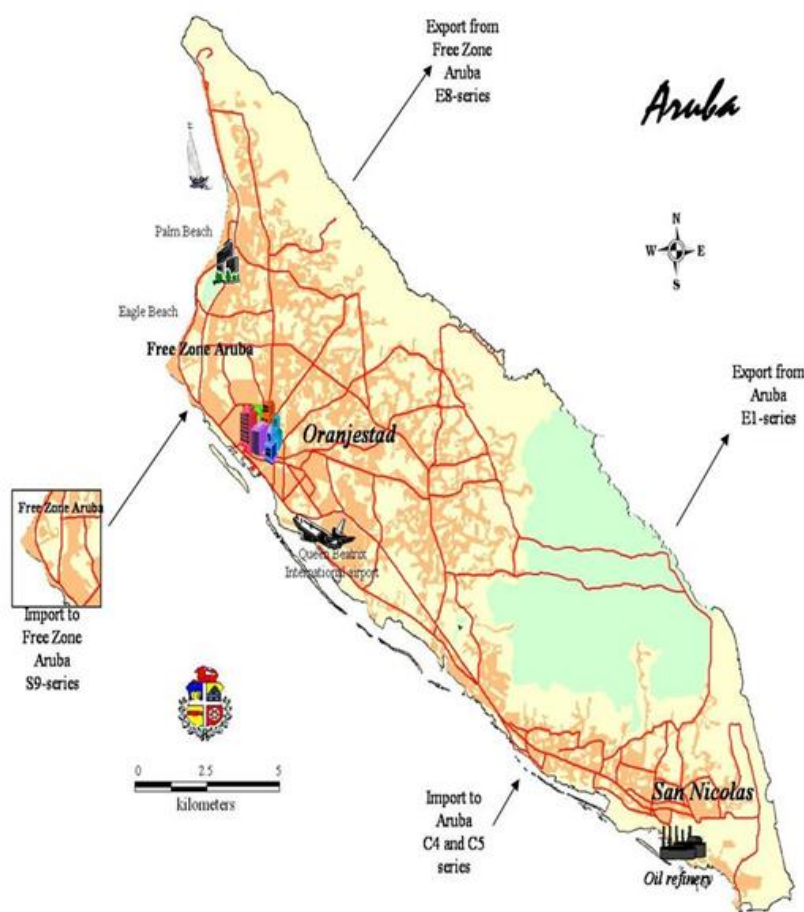 Export from
Free Zone
Aruba
E8-series
Aruba
N
W E
S
Palm Beach
Eagle Beach
Free Zone Aruba
Export from
Aruba
E1-series
Oranjestad
Free Zone Aruba
Queen Beatrix
International airport
Import to
Free Zone
Aruba
S9-series
0 2.5 5
kilometers
Import to
Aruba
C4 and C5
series
San Nicolas
Oil refinery